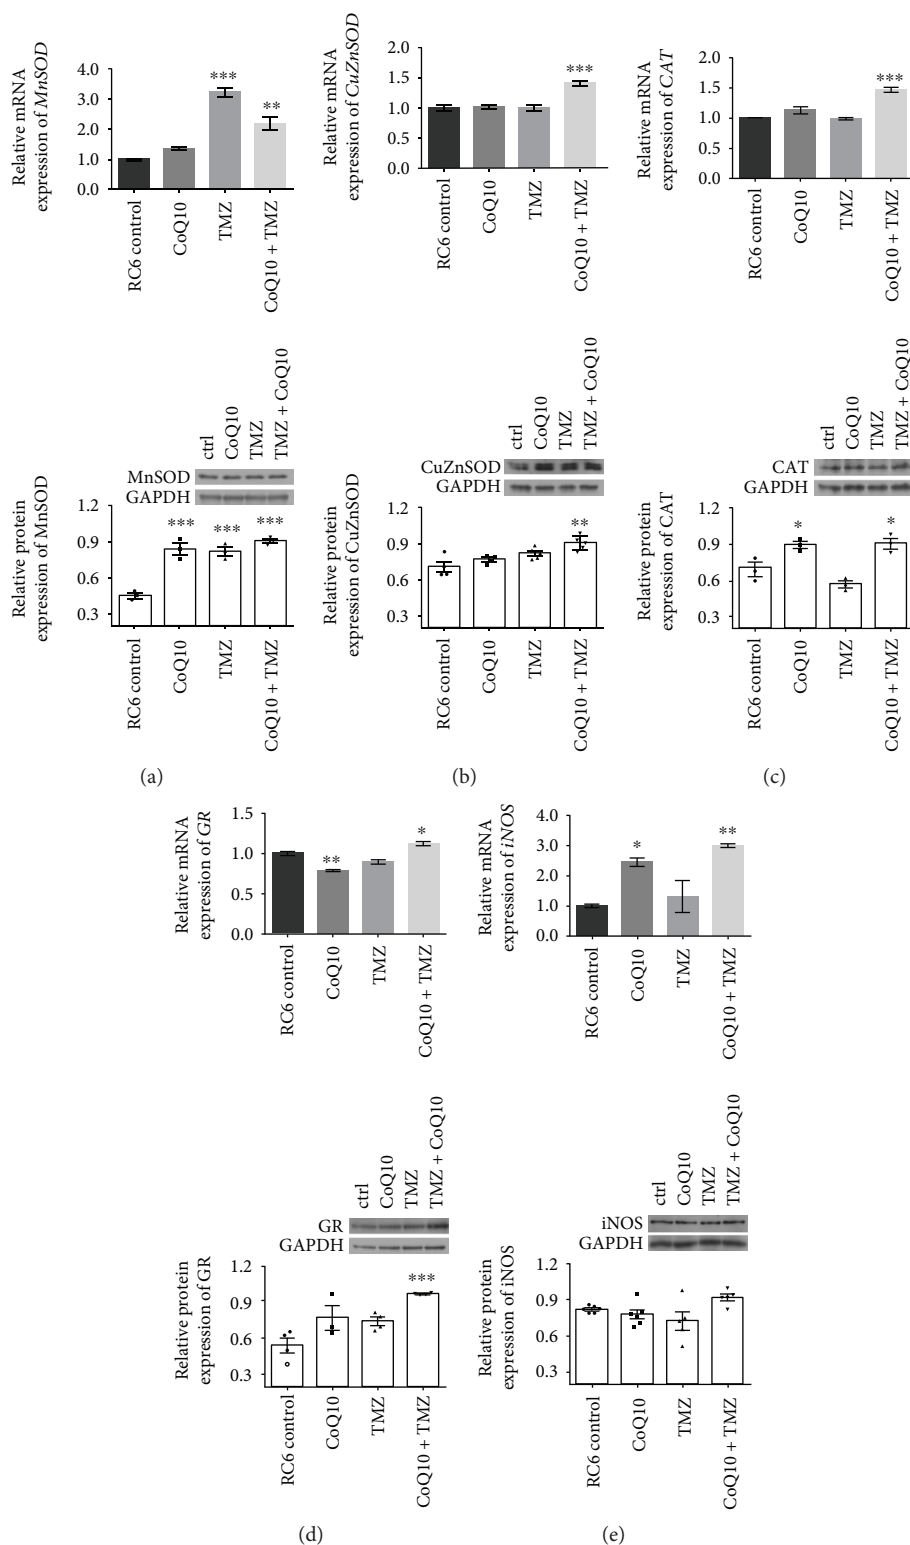 Relative mRNA
expression of MnSOD
4.0
3.0
2.0
1.0
0.0
***
**
RC6 control
CoQ10
TMZ
CoQ10 + TMZ
Relative mRNA
expression of CuZnSOD
2.0
1.5
1.0
0.5
0.0
***
RC6 control
CoQ10
TMZ
CoQ10 + TMZ
Relative mRNA
expression of CAT
2.0
1.5
1.0
0.5
0.0
***
RC6 control
CoQ10
TMZ
CoQ10 + TMZ
ctrl
CoQ10
TMZ
TMZ + CoQ10
MnSOD
GAPDH
Relative protein
expression of MnSOD
1.2
0.9
0.6
0.3
***
***
***
RC6 control
CoQ10
TMZ
CoQ10 + TMZ
(a)
ctrl
CoQ10
TMZ
TMZ + CoQ10
CuZnSOD
GAPDH
Relative protein
expression of CuZnSOD
1.2
0.9
0.6
0.3
**
RC6 control
CoQ10
TMZ
CoQ10 + TMZ
(b)
ctrl
CoQ10
TMZ
TMZ + CoQ10
CAT
GAPDH
Relative protein
expression of CAT
1.2
0.9
0.6
0.3
*
*
RC6 control
CoQ10
TMZ
CoQ10 + TMZ
(c)
Relative mRNA
expression of GR
1.5
1.0
0.5
0.0
**
*
RC6 control
CoQ10
TMZ
CoQ10 + TMZ
Relative mRNA
expression of iNOS
4.0
3.0
2.0
1.0
0.0
*
**
RC6 control
CoQ10
TMZ
CoQ10 + TMZ
ctrl
CoQ10
TMZ
TMZ + CoQ10
GR
GAPDH
Relative protein
expression of GR
1.2
0.9
0.6
0.3
***
RC6 control
CoQ10
TMZ
CoQ10 + TMZ
(d)
ctrl
CoQ10
TMZ
TMZ + CoQ10
iNOS
GAPDH
Relative protein
expression of iNOS
1.2
0.9
0.6
0.3
RC6 control
CoQ10
TMZ
CoQ10 + TMZ
(e)